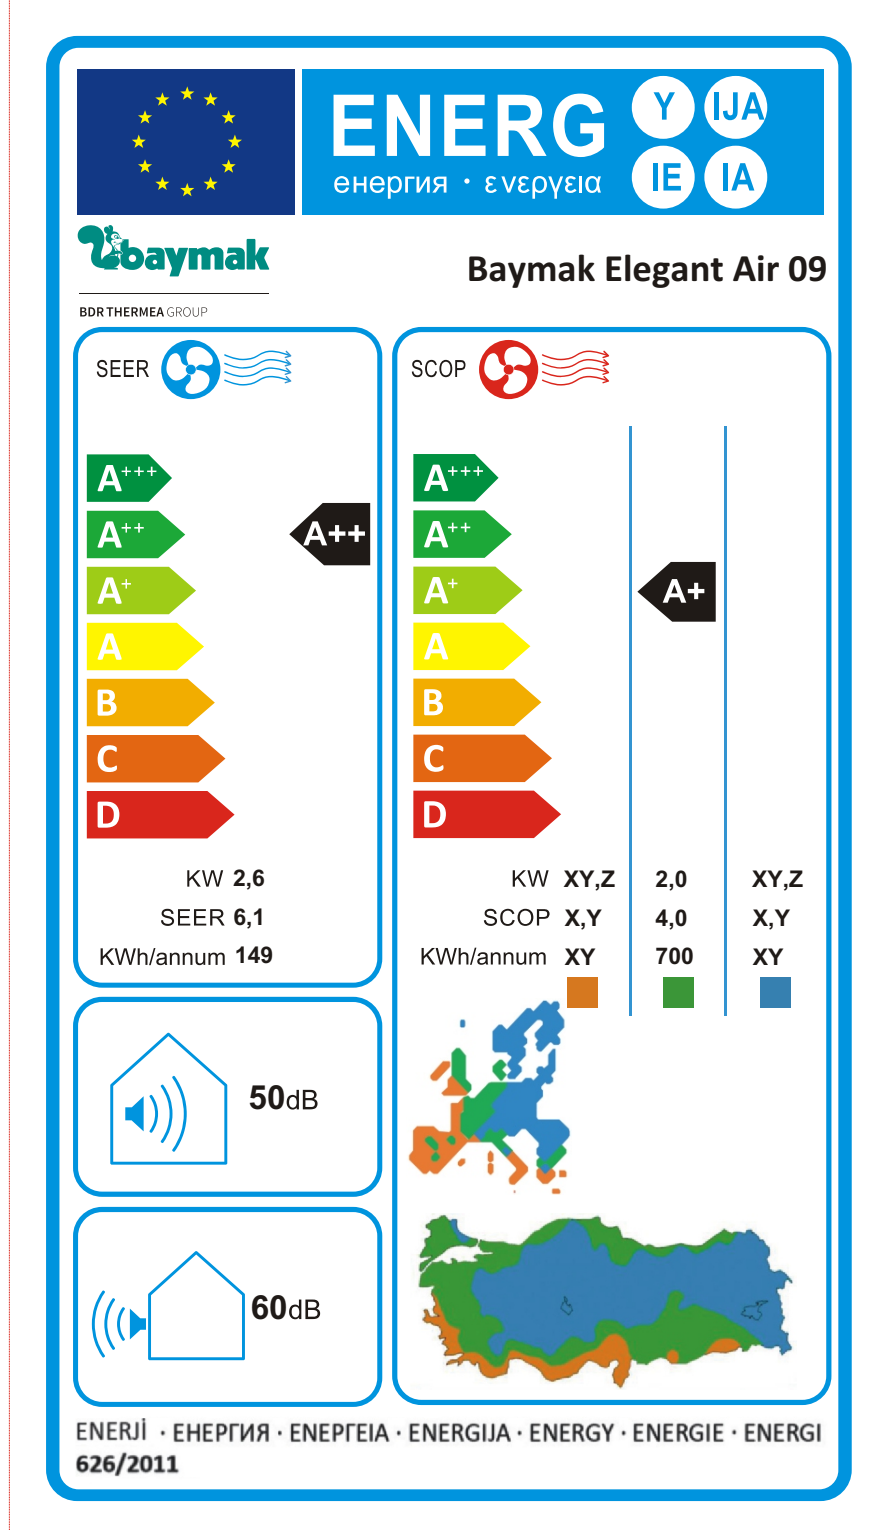 ENERG
Y
IJA
IE
IA
енергия · ενεργεια
baymak
BDR THERMEA GROUP
Baymak Elegant Air 09
SEER
A+++
A++
A+
A
B
C
D
A++
KW 2,6
SEER 6,1
KWh/annum 149
SCOP
A+++
A++
A+
A
B
C
D
A+
KW XY,Z 2,0 XY,Z
SCOP X,Y 4,0 X,Y
KWh/annum XY 700 XY
50dB
60dB
ENERJİ · ЕНЕРГИЯ · ΕΝΕΡΓΕΙΑ · ENERGIJA · ENERGY · ENERGIE · ENERGI
626/2011